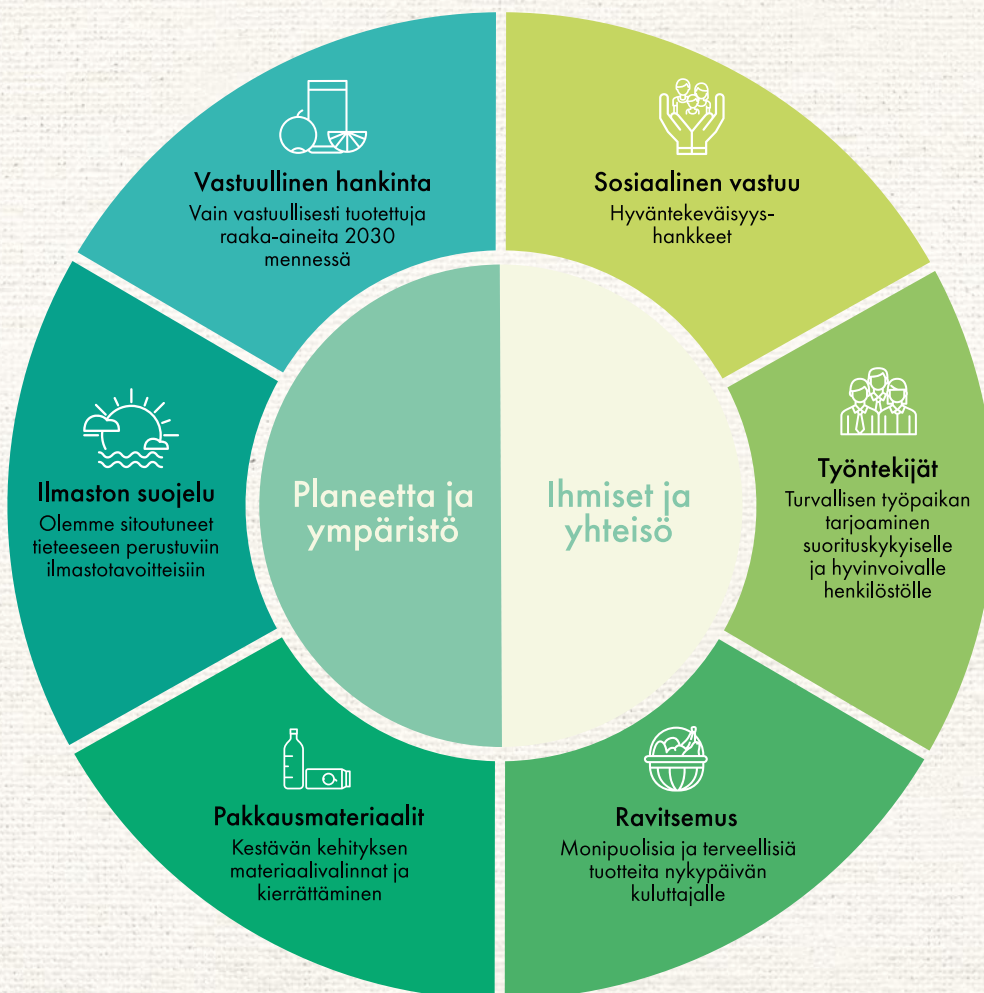 Vastuullinen hankinta
Vain vastuullisesti tuotettuja
raaka-aineita 2030
mennessä
Sosiaalinen vastuu
Hyväntekeväisyys-
hankkeet
Ilmaston suojelu
Olemme sitoutuneet
tieteeseen perustuviin
ilmastotavoitteisiin
Planeetta ja
ympäristö
Ihmiset ja
yhteisö
Työntekijät
Turvallisen työpaikan
tarjoaminen
suorituskykyiselle
ja hyvinvoivalle
henkilöstölle
Pakkausmateriaalit
Kestävän kehityksen
materiaalivalinnat ja
kierrättäminen
Ravitsemus
Monipuolisia ja terveellisiä
tuotteita nykypäivän
kuluttajalle